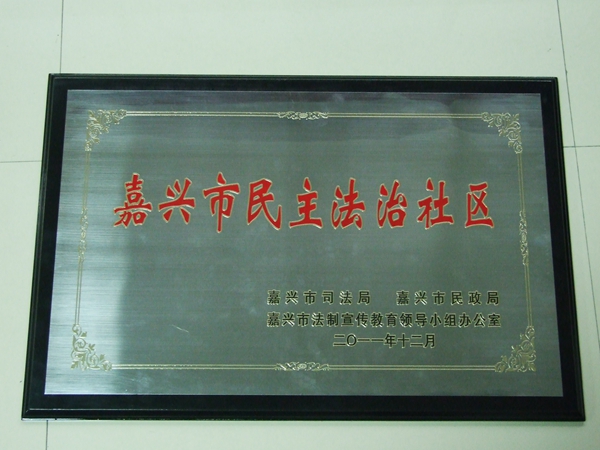 嘉兴市民主法治社区
嘉兴市司法局 嘉兴市民政局
嘉兴市法制宣传教育领导小组办公室
二〇一一年十二月